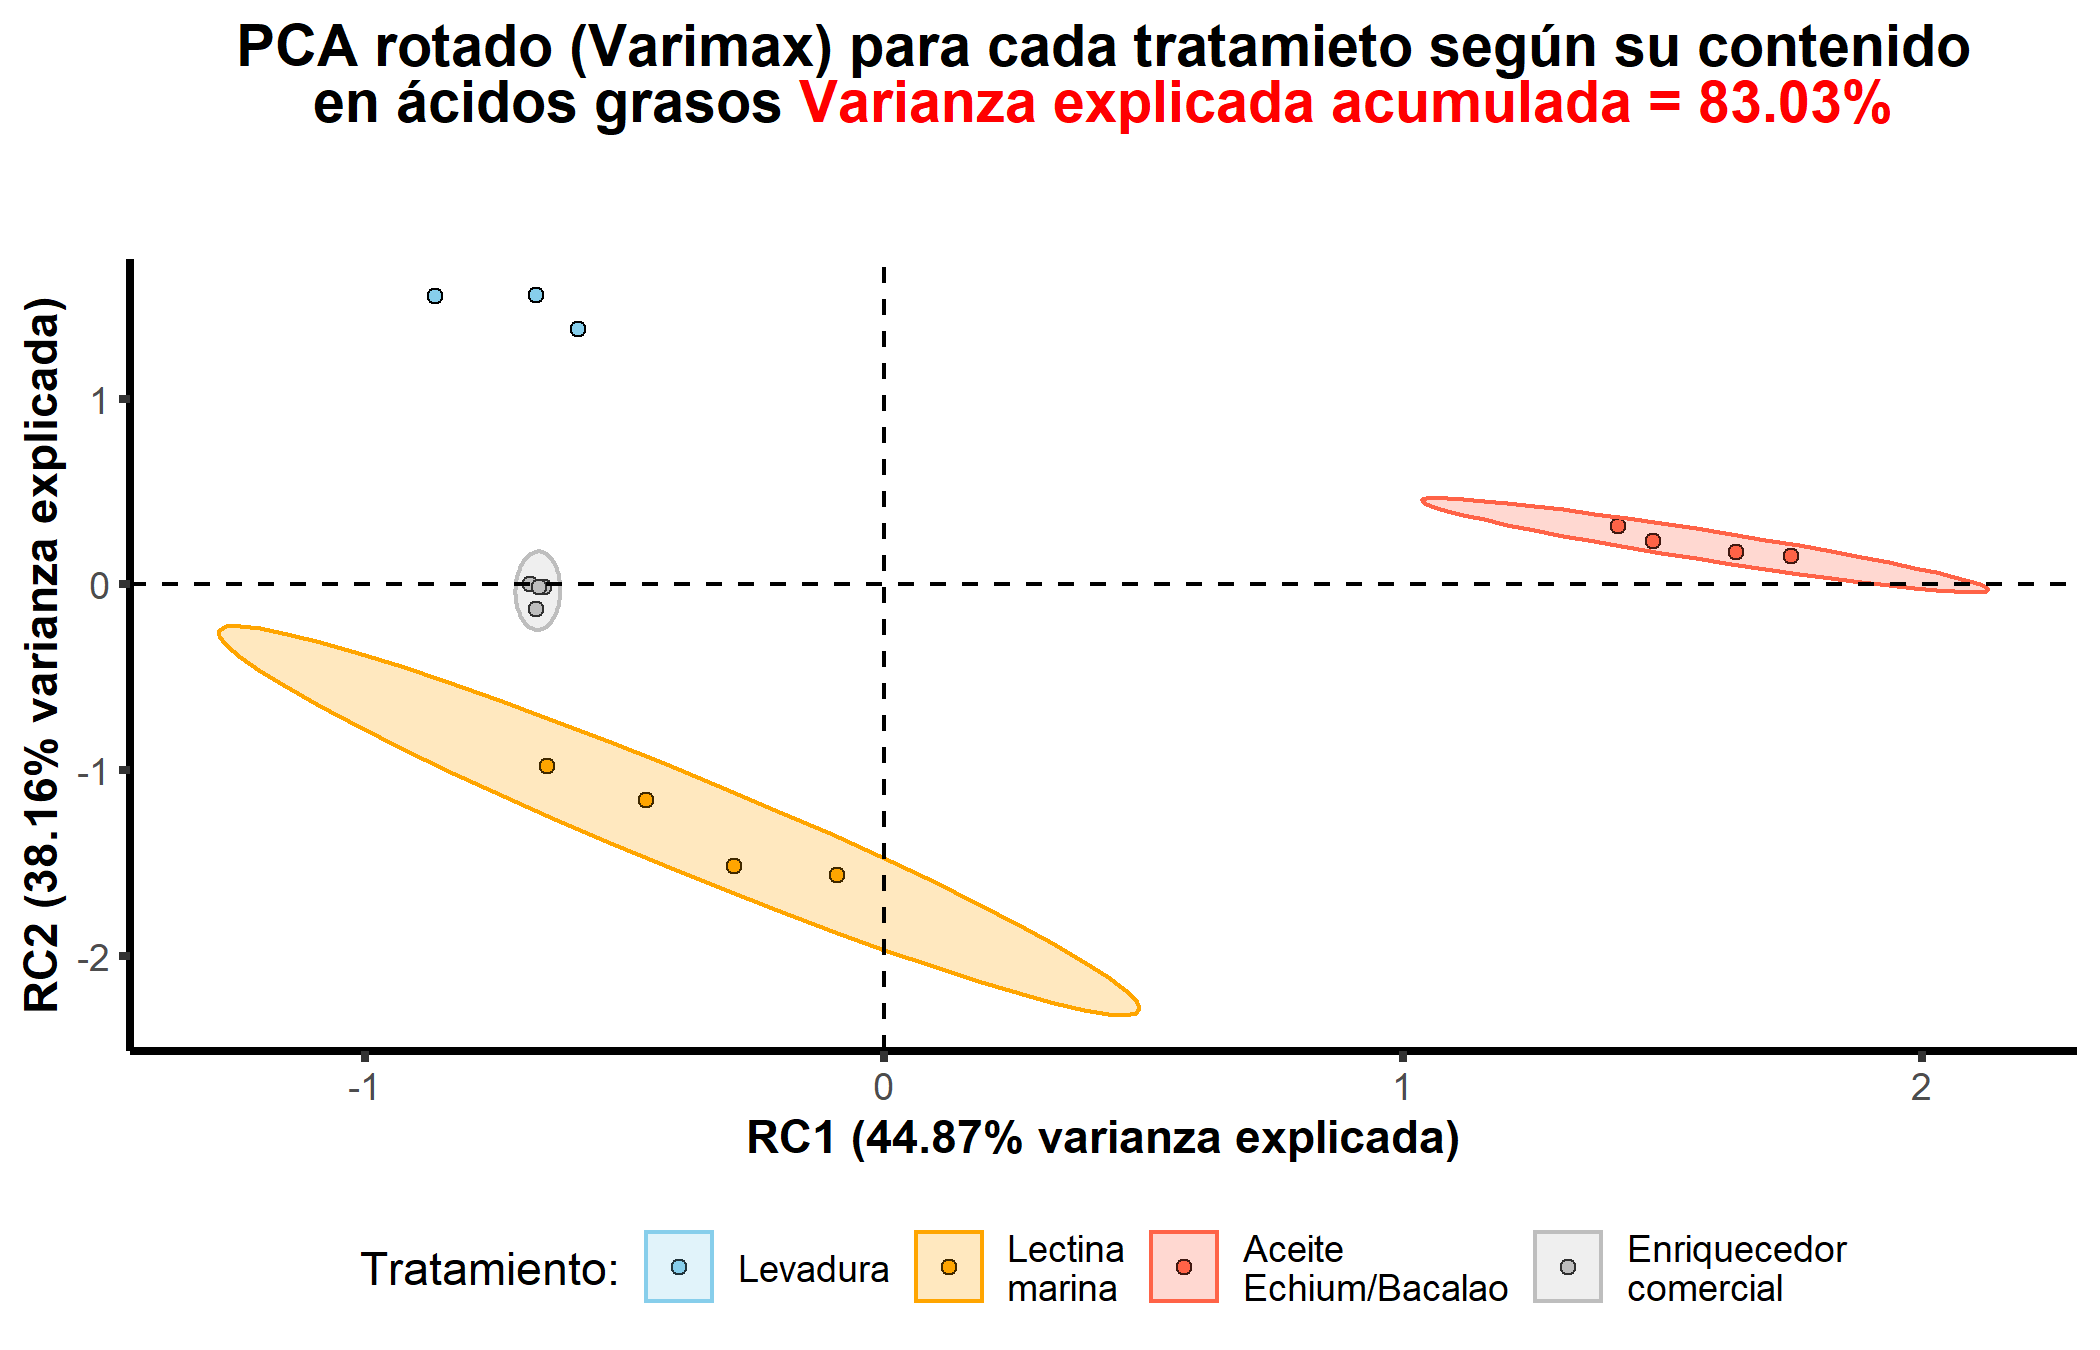 PCA rotado (Varimax) para cada tratamieto según su contenido
en ácidos grasos Varianza explicada acumulada = 83.03%
RC2 (38.16% varianza explicada)
1
0
-1
-2
-1
0
1
2
RC1 (44.87% varianza explicada)
Tratamiento:
Levadura
Lectina
marina
Aceite
Echium/Bacalao
Enriquecedor
comercial